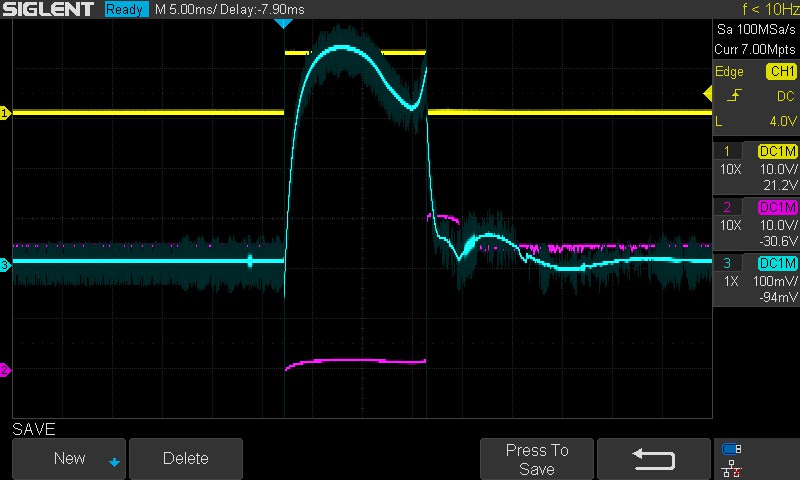 SIGLENT Ready M 5.00ms/ Delay:-7.90ms f < 10Hz
Sa 100MSa/s
Curr 7.00Mpts
Edge CH1
DC
L 4.0V
1 DC1M
10X 10.0V/
21.2V
2 DC1M
10X 10.0V/
-30.6V
3 DC1M
1X 100mV/
-94mV
1
3
2
SAVE
New Delete Press To
Save